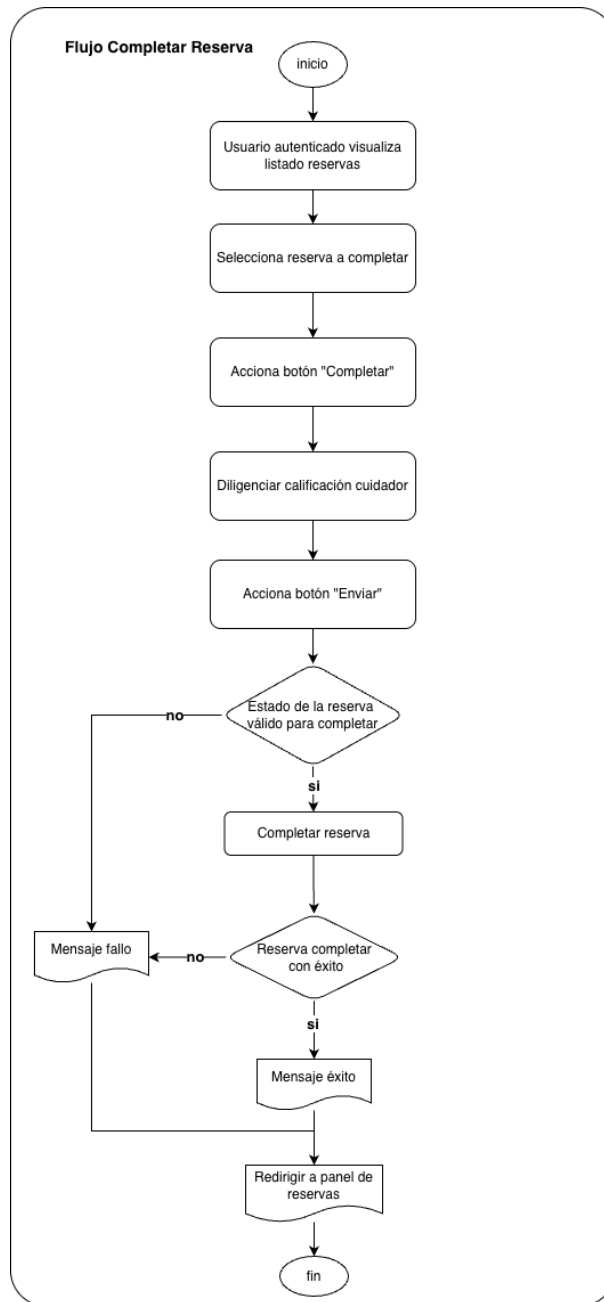 Flujo Completar Reserva
inicio
Usuario autenticado visualiza
listado reservas
Selecciona reserva a completar
Acciona botón "Completar"
Diligenciar calificación cuidador
Acciona botón "Enviar"
Estado de la reserva
válido para completar
no
si
Completar reserva
Mensaje fallo
no
Reserva completar
con éxito
si
Mensaje éxito
Redirigir a panel de
reservas
fin